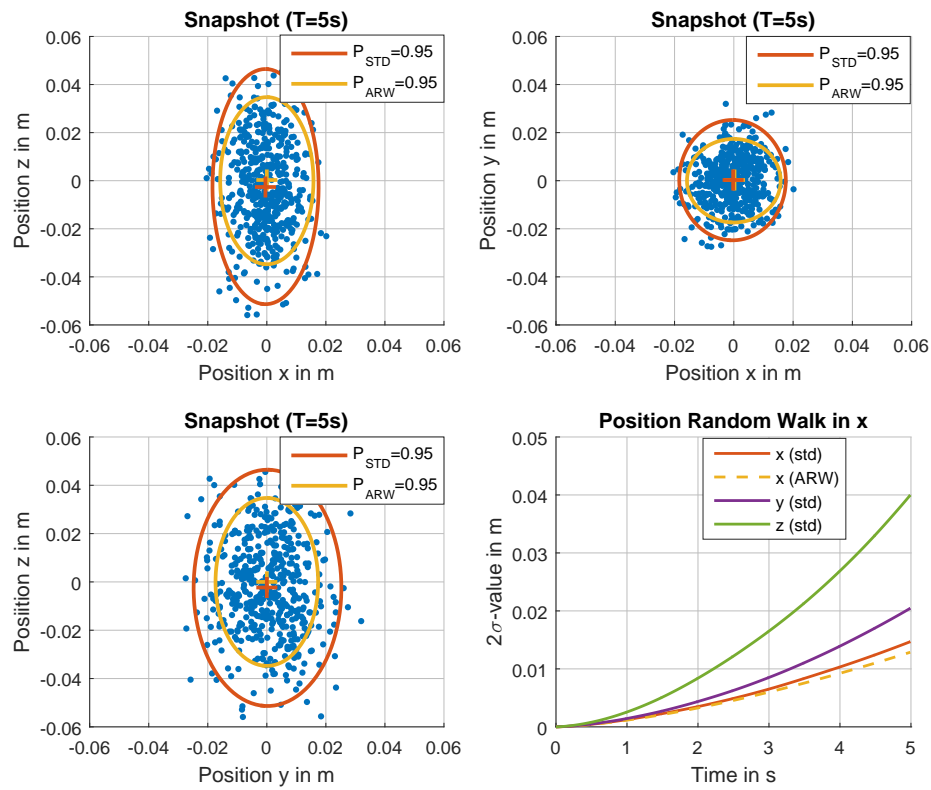 Snapshot (T=5s)
0.06
0.04
0.02
0
-0.02
-0.04
-0.06
Position z in m
-0.06 -0.04 -0.02 0 0.02 0.04 0.06
Position x in m
P_STD=0.95
P_ARW=0.95
Snapshot (T=5s)
0.06
0.04
0.02
0
-0.02
-0.04
-0.06
Posiition y in m
-0.06 -0.04 -0.02 0 0.02 0.04 0.06
Position x in m
P_STD=0.95
P_ARW=0.95
Snapshot (T=5s)
0.06
0.04
0.02
0
-0.02
-0.04
-0.06
Posiition z in m
-0.06 -0.04 -0.02 0 0.02 0.04 0.06
Position y in m
P_STD=0.95
P_ARW=0.95
Position Random Walk in x
0.05
0.04
0.03
0.02
0.01
0
2σ-value in m
0 1 2 3 4 5
Time in s
x (std)
x (ARW)
y (std)
z (std)